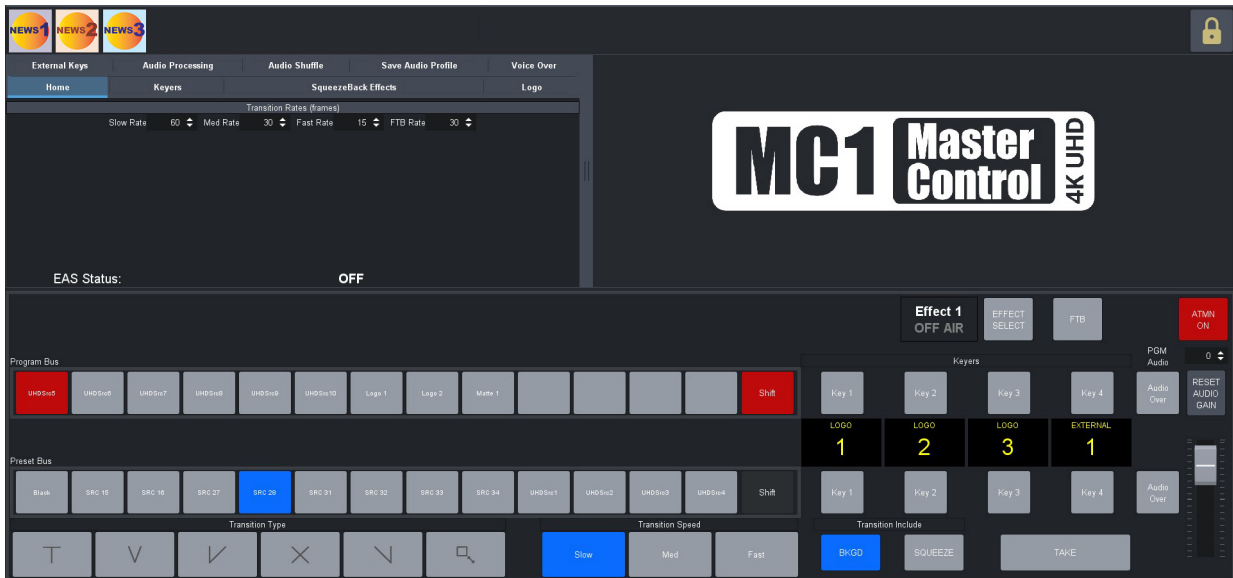 NEWS1 NEWS2 NEWS3
External Keys Audio Processing Audio Shuffle Save Audio Profile Voice Over
Home Keyers SqueezeBack Effects Logo
Transition Rates (frames)
Slow Rate 60 Med Rate 30 Fast Rate 15 FTB Rate 30
EAS Status: OFF
MC1 Master Control 4K UHD
Effect 1
OFF AIR
EFFECT SELECT
FTB
ATMN ON
Program Bus
Keyers
PGM Audio 0
UHDSrc5 UHDSrc6 UHDSrc7 UHDSrc8 UHDSrc9 UHDSrc10 Logo 1 Logo 2 Matte 1 Shift
Key 1 Key 2 Key 3 Key 4 Audio Over
RESET AUDIO GAIN
LOGO LOGO LOGO EXTERNAL
1 2 3 1
Preset Bus
Black SRC 15 SRC 16 SRC 27 SRC 28 SRC 31 SRC 32 SRC 33 SRC 34 UHDSrc1 UHDSrc2 UHDSrc3 UHDSrc4 Shift
Key 1 Key 2 Key 3 Key 4 Audio Over
Transition Type Transition Speed Transition Include
Slow Med Fast BKGD SQUEEZE TAKE